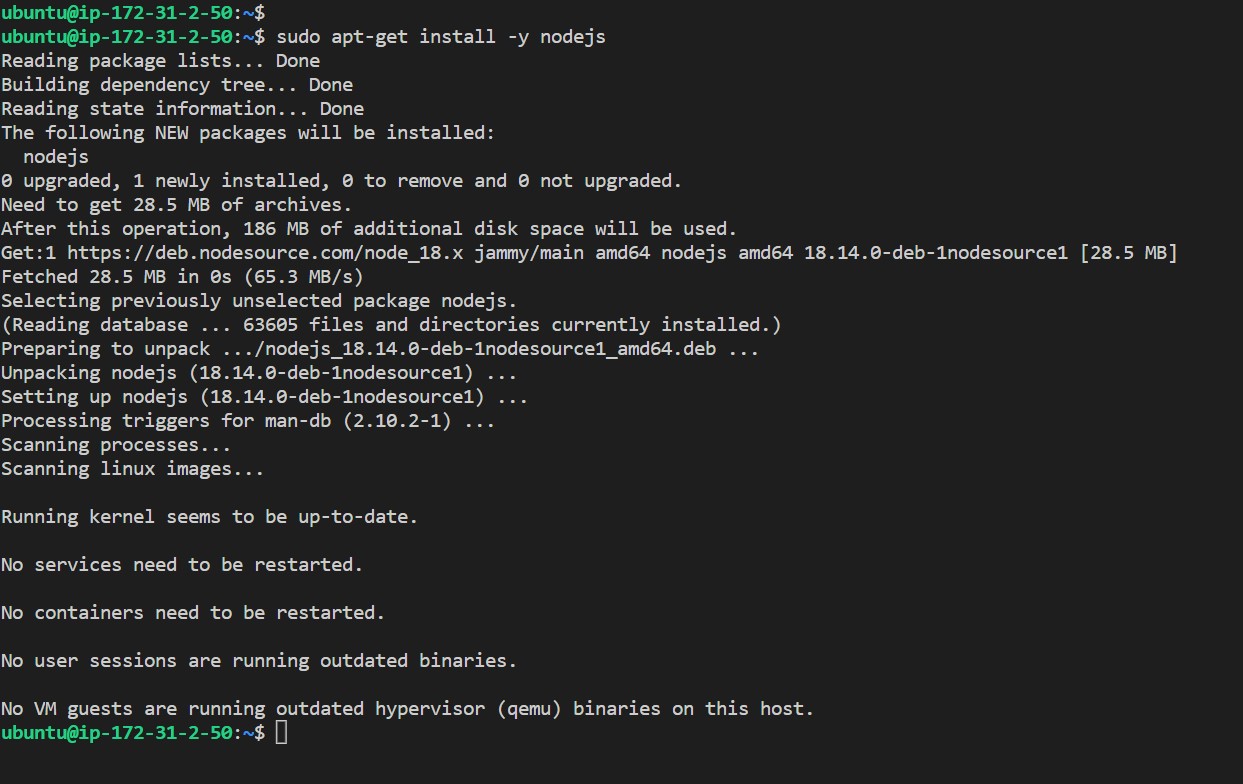 ubuntu@ip-172-31-2-50:~$
ubuntu@ip-172-31-2-50:~$ sudo apt-get install -y nodejs
Reading package lists... Done
Building dependency tree... Done
Reading state information... Done
The following NEW packages will be installed:
  nodejs
0 upgraded, 1 newly installed, 0 to remove and 0 not upgraded.
Need to get 28.5 MB of archives.
After this operation, 186 MB of additional disk space will be used.
Get:1 https://deb.nodesource.com/node_18.x jammy/main amd64 nodejs amd64 18.14.0-deb-1nodesource1 [28.5 MB]
Fetched 28.5 MB in 0s (65.3 MB/s)
Selecting previously unselected package nodejs.
(Reading database ... 63605 files and directories currently installed.)
Preparing to unpack .../nodejs_18.14.0-deb-1nodesource1_amd64.deb ...
Unpacking nodejs (18.14.0-deb-1nodesource1) ...
Setting up nodejs (18.14.0-deb-1nodesource1) ...
Processing triggers for man-db (2.10.2-1) ...
Scanning processes...
Scanning linux images...

Running kernel seems to be up-to-date.

No services need to be restarted.

No containers need to be restarted.

No user sessions are running outdated binaries.

No VM guests are running outdated hypervisor (qemu) binaries on this host.
ubuntu@ip-172-31-2-50:~$